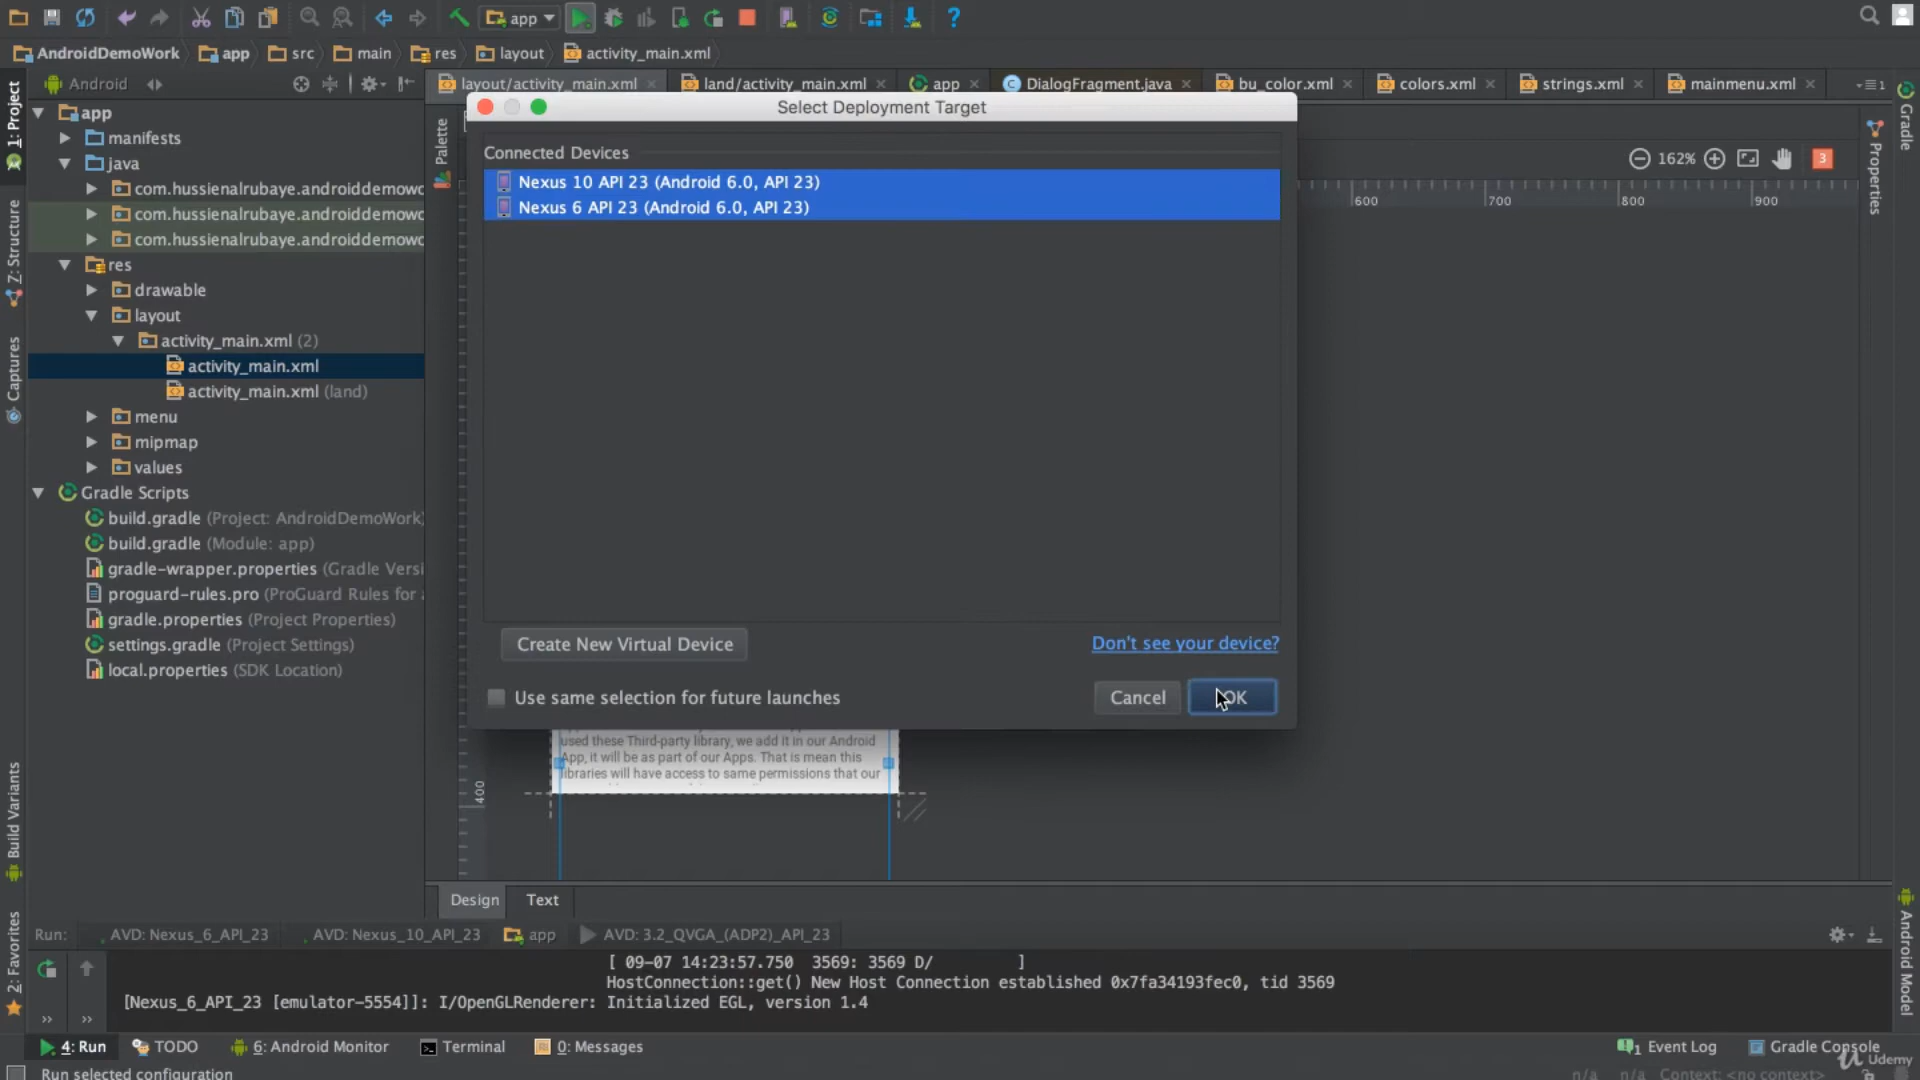 app
AndroidDemoWork app src main res layout activity_main.xml
Android
layout/activity_main.xml land/activity_main.xml app DialogFragment.java bu_color.xml colors.xml strings.xml mainmenu.xml
1: Project
Z: Structure
Captures
Build Variants
2: Favorites
app
manifests
java
com.hussienalrubaye.androiddemowo
com.hussienalrubaye.androiddemowo
com.hussienalrubaye.androiddemowo
res
drawable
layout
activity_main.xml (2)
activity_main.xml
activity_main.xml (land)
menu
mipmap
values
Gradle Scripts
build.gradle (Project: AndroidDemoWork)
build.gradle (Module: app)
gradle-wrapper.properties (Gradle Versi
proguard-rules.pro (ProGuard Rules for
gradle.properties (Project Properties)
settings.gradle (Project Settings)
local.properties (SDK Location)
Palette
Select Deployment Target
Connected Devices
Nexus 10 API 23 (Android 6.0, API 23)
Nexus 6 API 23 (Android 6.0, API 23)
Create New Virtual Device
Don't see your device?
Use same selection for future launches
Cancel
OK
162% 3
600 700 800 900
Gradle
Properties
Android Model
used these Third-party library, we add it in our Android
App, it will be as part of our Apps. That is mean this
libraries will have access to same permissions that our
400
Design Text
Run: AVD: Nexus_6_API_23 AVD: Nexus_10_API_23 app AVD: 3.2_QVGA_(ADP2)_API_23
[ 09-07 14:23:57.750 3569: 3569 D/ ]
HostConnection::get() New Host Connection established 0x7fa34193fec0, tid 3569
[Nexus_6_API_23 [emulator-5554]]: I/OpenGLRenderer: Initialized EGL, version 1.4
4: Run TODO 6: Android Monitor Terminal 0: Messages 1 Event Log Gradle Console
Run selected configuration n/a n/a Context: <no context>
Udemy